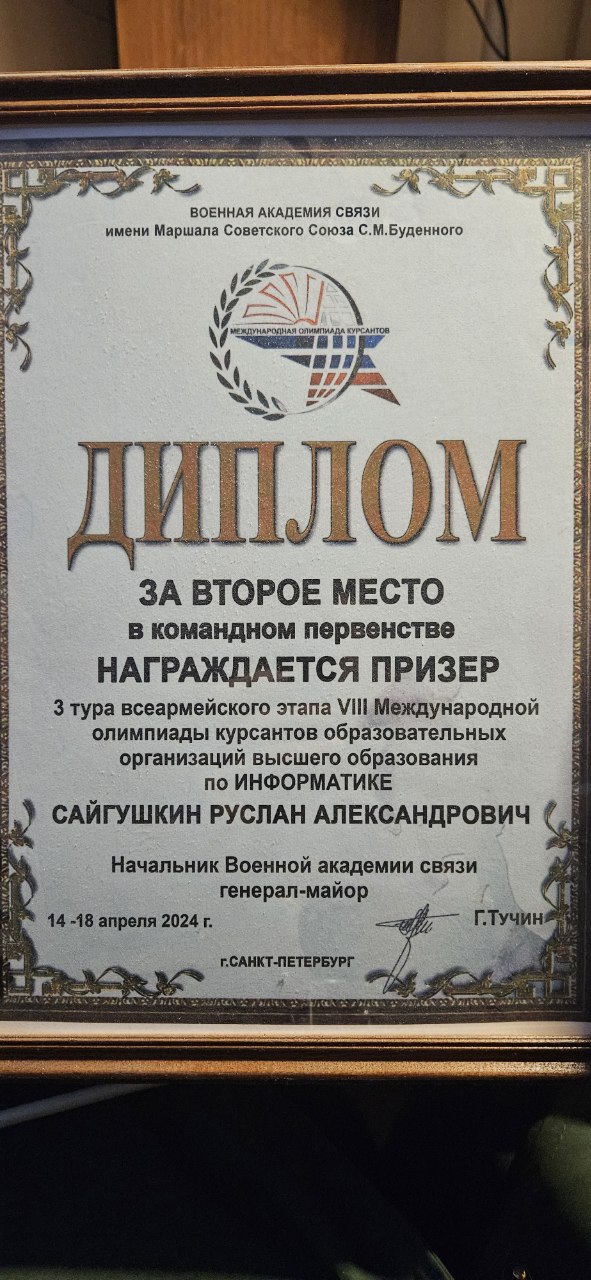 ВОЕННАЯ АКАДЕМИЯ СВЯЗИ
имени Маршала Советского Союза С.М.Буденного
МЕЖДУНАРОДНАЯ ОЛИМПИАДА КУРСАНТОВ
ДИПЛОМ
ЗА ВТОРОЕ МЕСТО
в командном первенстве
НАГРАЖДАЕТСЯ ПРИЗЕР
3 тура всеармейского этапа VIII Международной
олимпиады курсантов образовательных
организаций высшего образования
по ИНФОРМАТИКЕ
САЙГУШКИН РУСЛАН АЛЕКСАНДРОВИЧ
Начальник Военной академии связи
генерал-майор
14 -18 апреля 2024 г. Г.Тучин
г.САНКТ-ПЕТЕРБУРГ